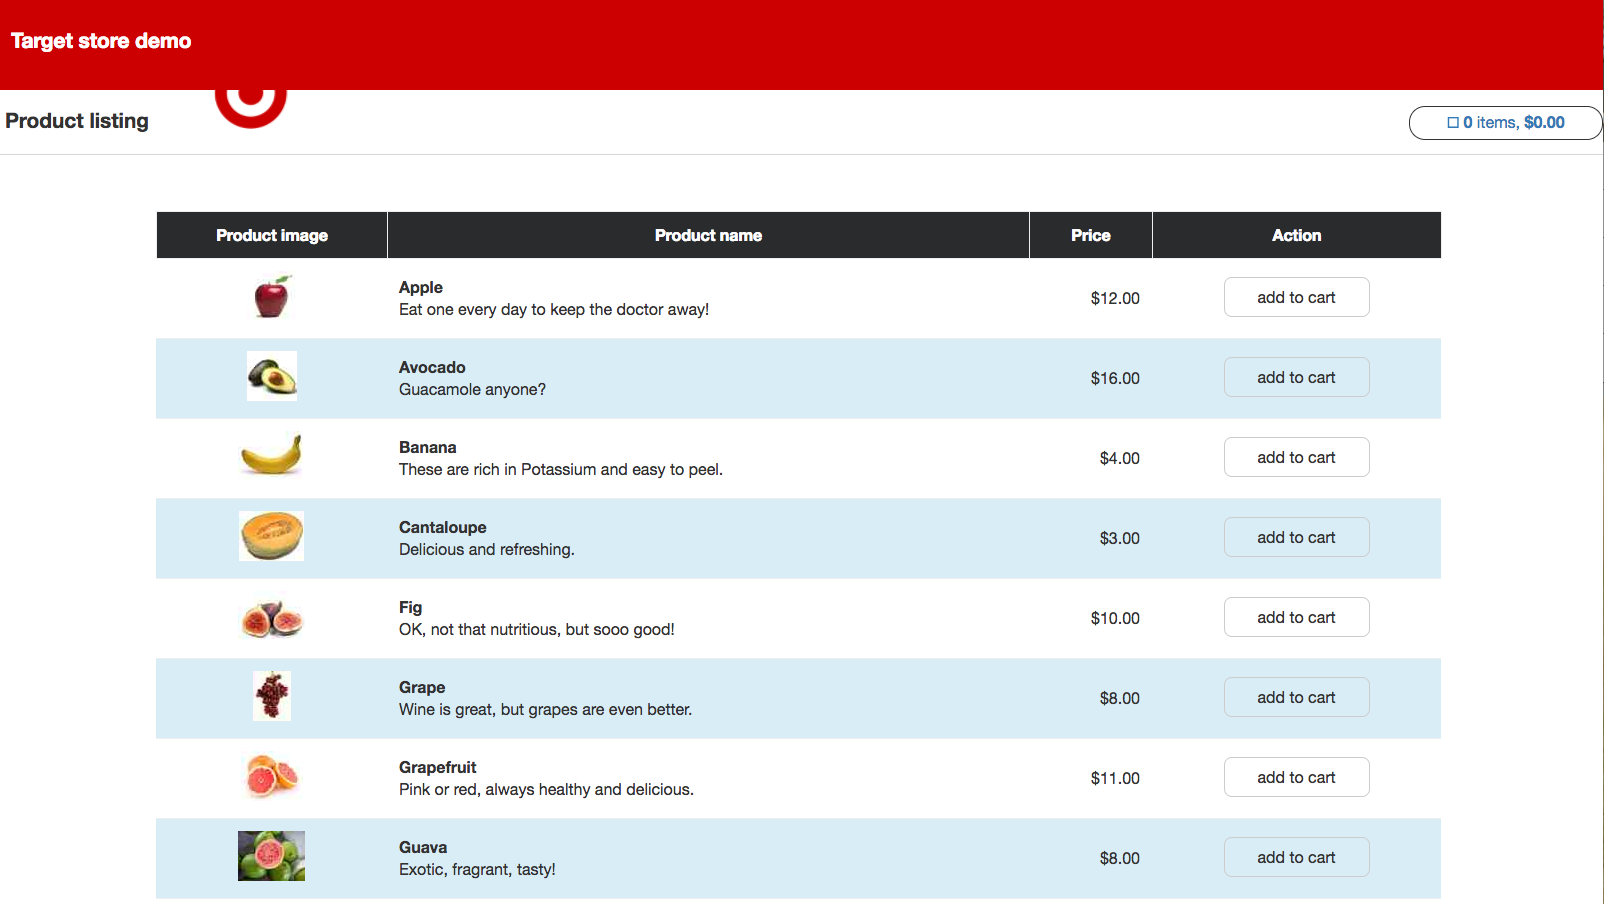 Target store demo
Product listing
0 items, $0.00
Product image Product name Price Action
Apple
Eat one every day to keep the doctor away!
$12.00
add to cart
Avocado
Guacamole anyone?
$16.00
add to cart
Banana
These are rich in Potassium and easy to peel.
$4.00
add to cart
Cantaloupe
Delicious and refreshing.
$3.00
add to cart
Fig
OK, not that nutritious, but sooo good!
$10.00
add to cart
Grape
Wine is great, but grapes are even better.
$8.00
add to cart
Grapefruit
Pink or red, always healthy and delicious.
$11.00
add to cart
Guava
Exotic, fragrant, tasty!
$8.00
add to cart